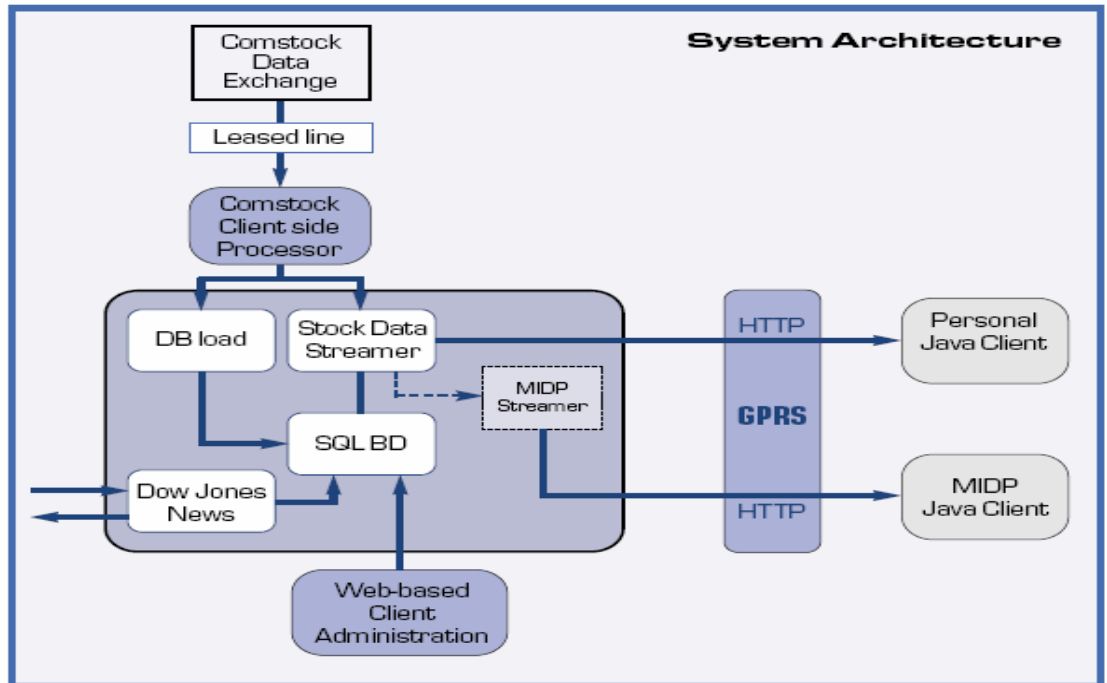 System Architecture
Comstock
Data
Exchange
Leased line
Comstock
Client side
Processor
DB load
Stock Data
Streamer
MIDP
Streamer
SQL BD
Dow Jones
News
Web-based
Client
Administration
HTTP
GPRS
HTTP
Personal
Java Client
MIDP
Java Client